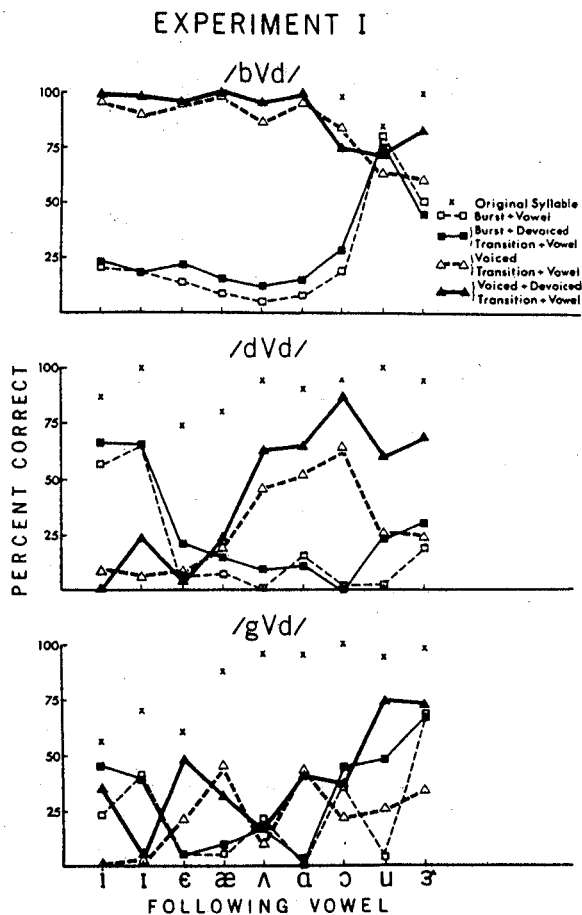 EXPERIMENT I
/bVd/
100
75
50
25
x Original Syllable
Burst + Vowel
Burst + Devoiced
Transition + Vowel
Voiced
Transition + Vowel
Voiced + Devoiced
Transition + Vowel
/dVd/
100
75
50
25
PERCENT CORRECT
/gVd/
100
75
50
25
i ɪ ɛ æ ʌ ɑ ɔ u ɝ
FOLLOWING VOWEL